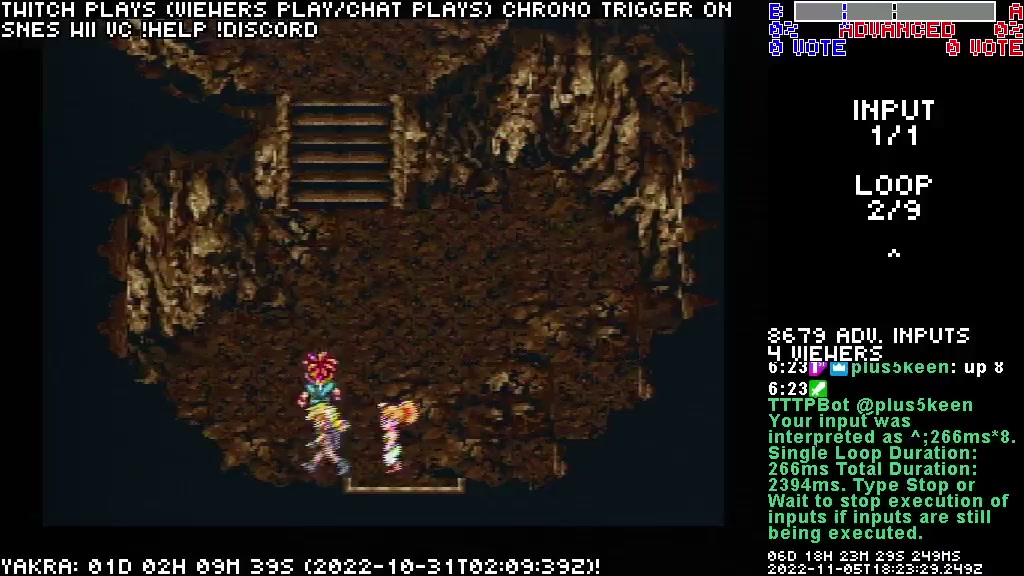 TWITCH PLAYS (VIEWERS PLAY/CHAT PLAYS) CHRONO TRIGGER ON
SNES WII VC !HELP !DISCORD
B A
0% ADVANCED 0%
0 VOTE 0 VOTE
INPUT
1/1
LOOP
2/9
^
8679 ADV. INPUTS
4 VIEWERS
6:23 plus5keen: up 8
6:23
TTTPBot @plus5keen
Your input was
interpreted as ^;266ms*8.
Single Loop Duration:
266ms Total Duration:
2394ms. Type Stop or
Wait to stop execution of
inputs if inputs are still
being executed.
06D 18H 23M 29S 249MS
2022-11-05T18:23:29.249Z
YAKRA: 01D 02H 09M 39S (2022-10-31T02:09:39Z)!